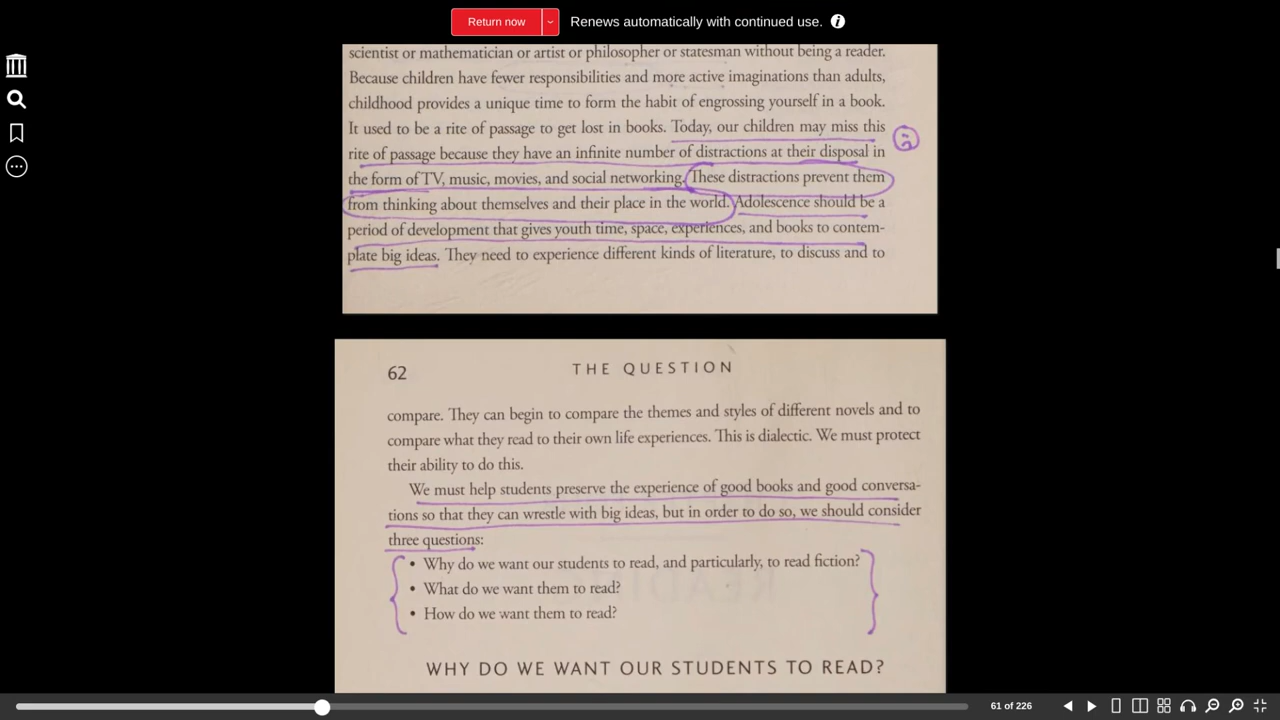 Return now
Renews automatically with continued use.
scientist or mathematician or artist or philosopher or statesman without being a reader.
Because children have fewer responsibilities and more active imaginations than adults,
childhood provides a unique time to form the habit of engrossing yourself in a book.
It used to be a rite of passage to get lost in books. Today, our children may miss this
rite of passage because they have an infinite number of distractions at their disposal in
the form of TV, music, movies, and social networking. These distractions prevent them
from thinking about themselves and their place in the world. Adolescence should be a
period of development that gives youth time, space, experiences, and books to contem-
plate big ideas. They need to experience different kinds of literature, to discuss and to
62 THE QUESTION
compare. They can begin to compare the themes and styles of different novels and to
compare what they read to their own life experiences. This is dialectic. We must protect
their ability to do this.
We must help students preserve the experience of good books and good conversa-
tions so that they can wrestle with big ideas, but in order to do so, we should consider
three questions:
• Why do we want our students to read, and particularly, to read fiction?
• What do we want them to read?
• How do we want them to read?
WHY DO WE WANT OUR STUDENTS TO READ?
61 of 226